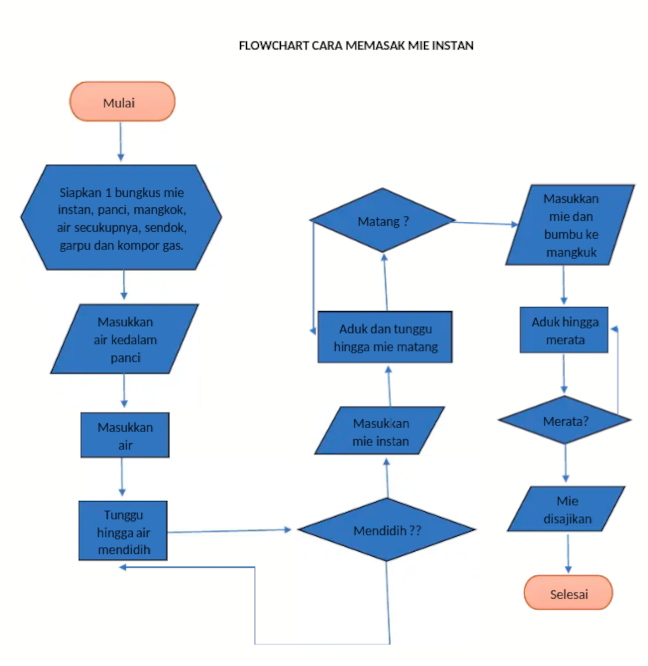 FLOWCHART CARA MEMASAK MIE INSTAN
Mulai
Siapkan 1 bungkus mie
instan, panci, mangkok,
air secukupnya, sendok,
garpu dan kompor gas.
Masukkan
air kedalam
panci
Masukkan
air
Tunggu
hingga air
mendidih
Mendidih ??
Masukkan
mie instan
Aduk dan tunggu
hingga mie matang
Matang ?
Masukkan
mie dan
bumbu ke
mangkuk
Aduk hingga
merata
Merata?
Mie
disajikan
Selesai